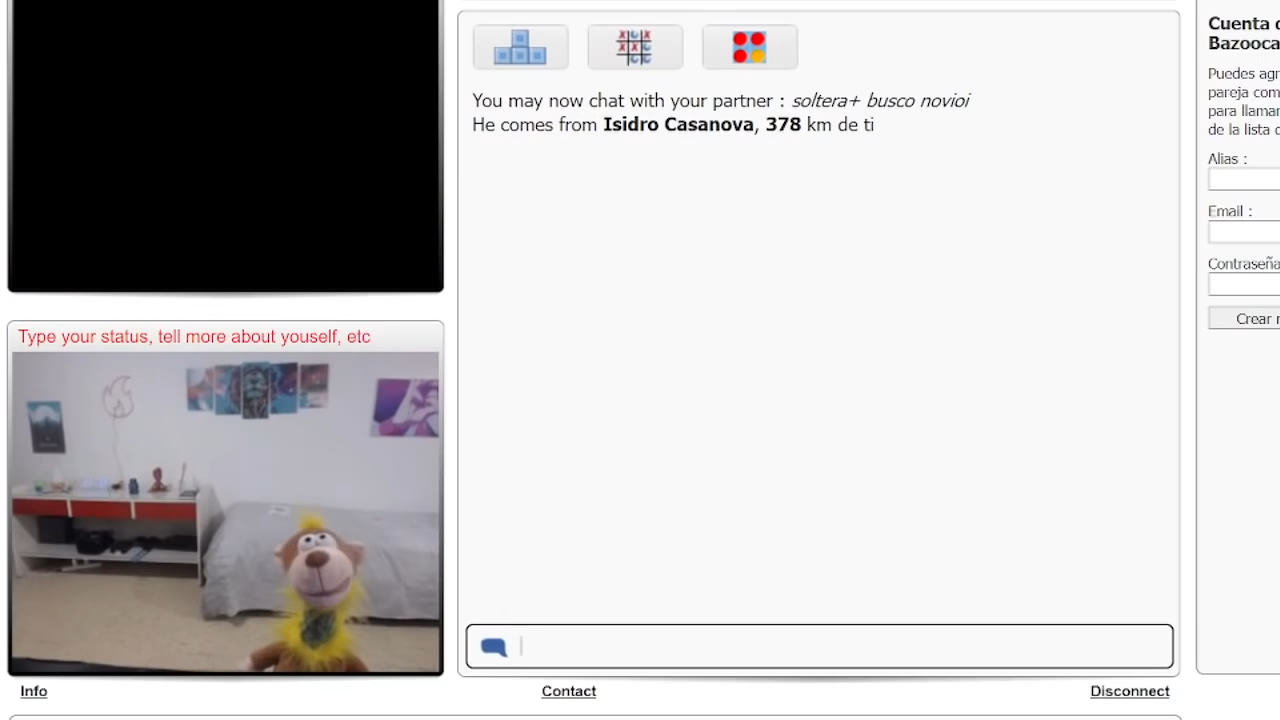 You may now chat with your partner : soltera+ busco novioi
He comes from Isidro Casanova, 378 km de ti
Type your status, tell more about youself, etc
Info
Contact
Disconnect
Cuenta
Bazooca
Puedes agr
pareja com
para llamar
de la lista
Alias :
Email :
Contraseña
Crear